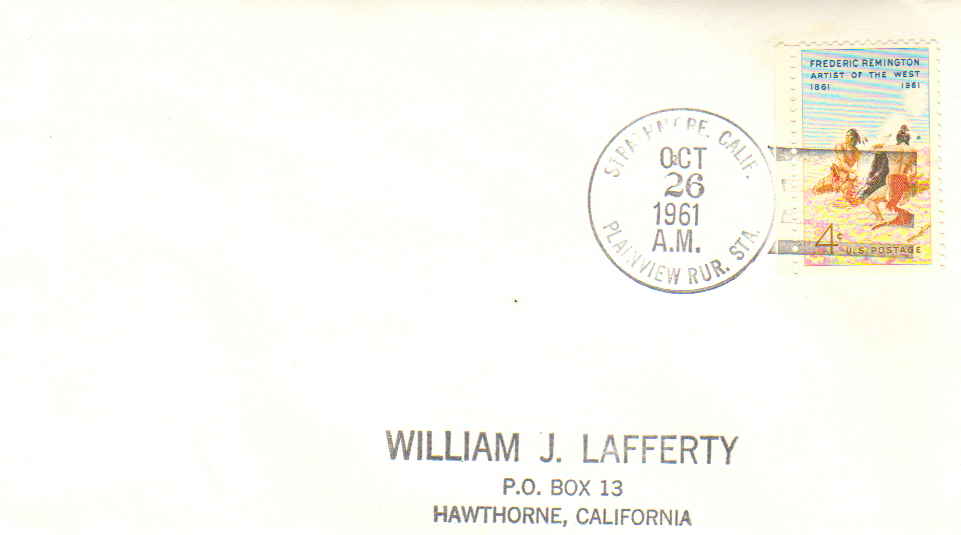 FREDERIC REMINGTON
ARTIST OF THE WEST
1861 1961
4¢ U.S. POSTAGE
STRATHMORE, CALIF.
OCT
26
1961
A.M.
PLAINVIEW RUR. STA.
WILLIAM J. LAFFERTY
P.O. BOX 13
HAWTHORNE, CALIFORNIA